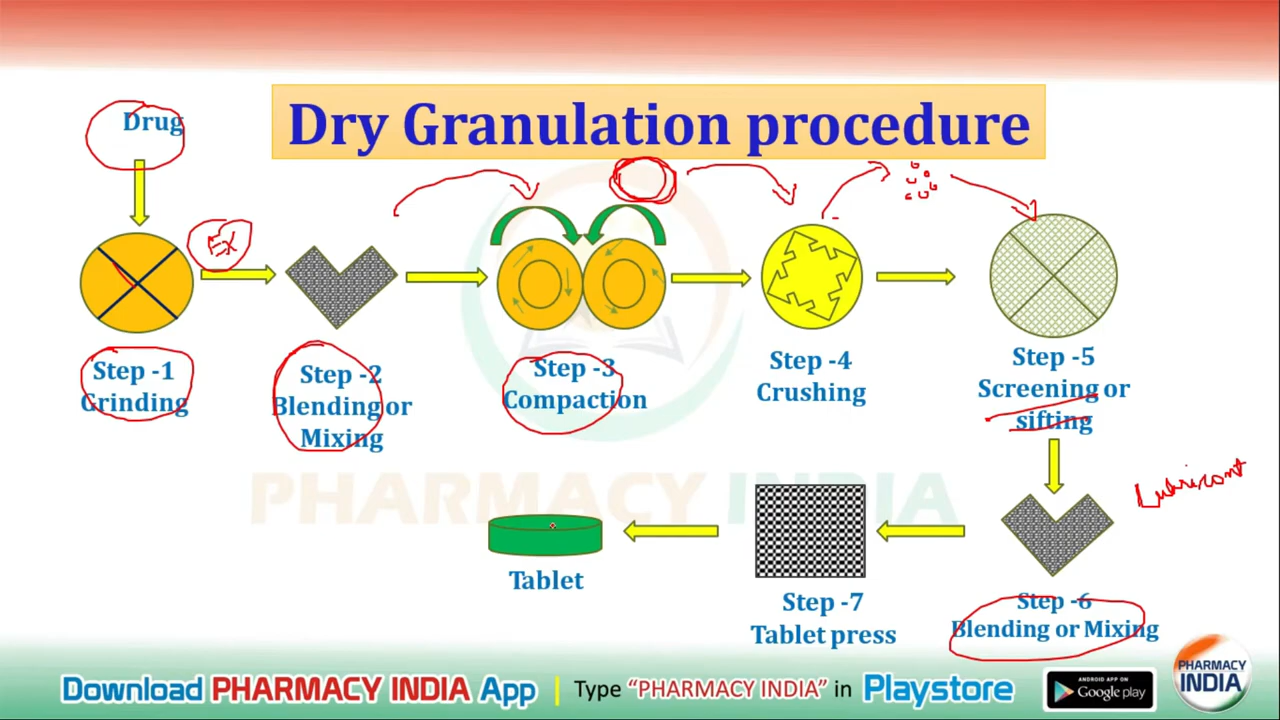 Dry Granulation procedure
Drug
Ex
Step -1
Grinding
Step -2
Blending or
Mixing
Step -3
Compaction
Step -4
Crushing
Step -5
Screening or
sifting
Lubricant
Step -6
Blending or Mixing
Step -7
Tablet press
Tablet
PHARMACY INDIA
Download PHARMACY INDIA App | Type “PHARMACY INDIA” in Playstore
ANDROID APP ON
Google play
PHARMACY
INDIA